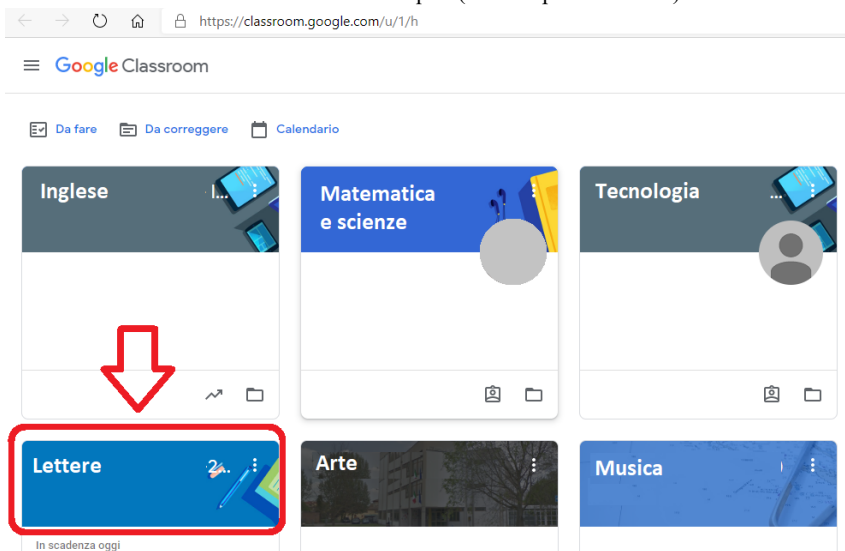 https://classroom.google.com/u/1/h
Google Classroom
Da fare Da correggere Calendario
Inglese
Matematica
e scienze
Tecnologia
Lettere 2...
Arte
Musica
In scadenza oggi